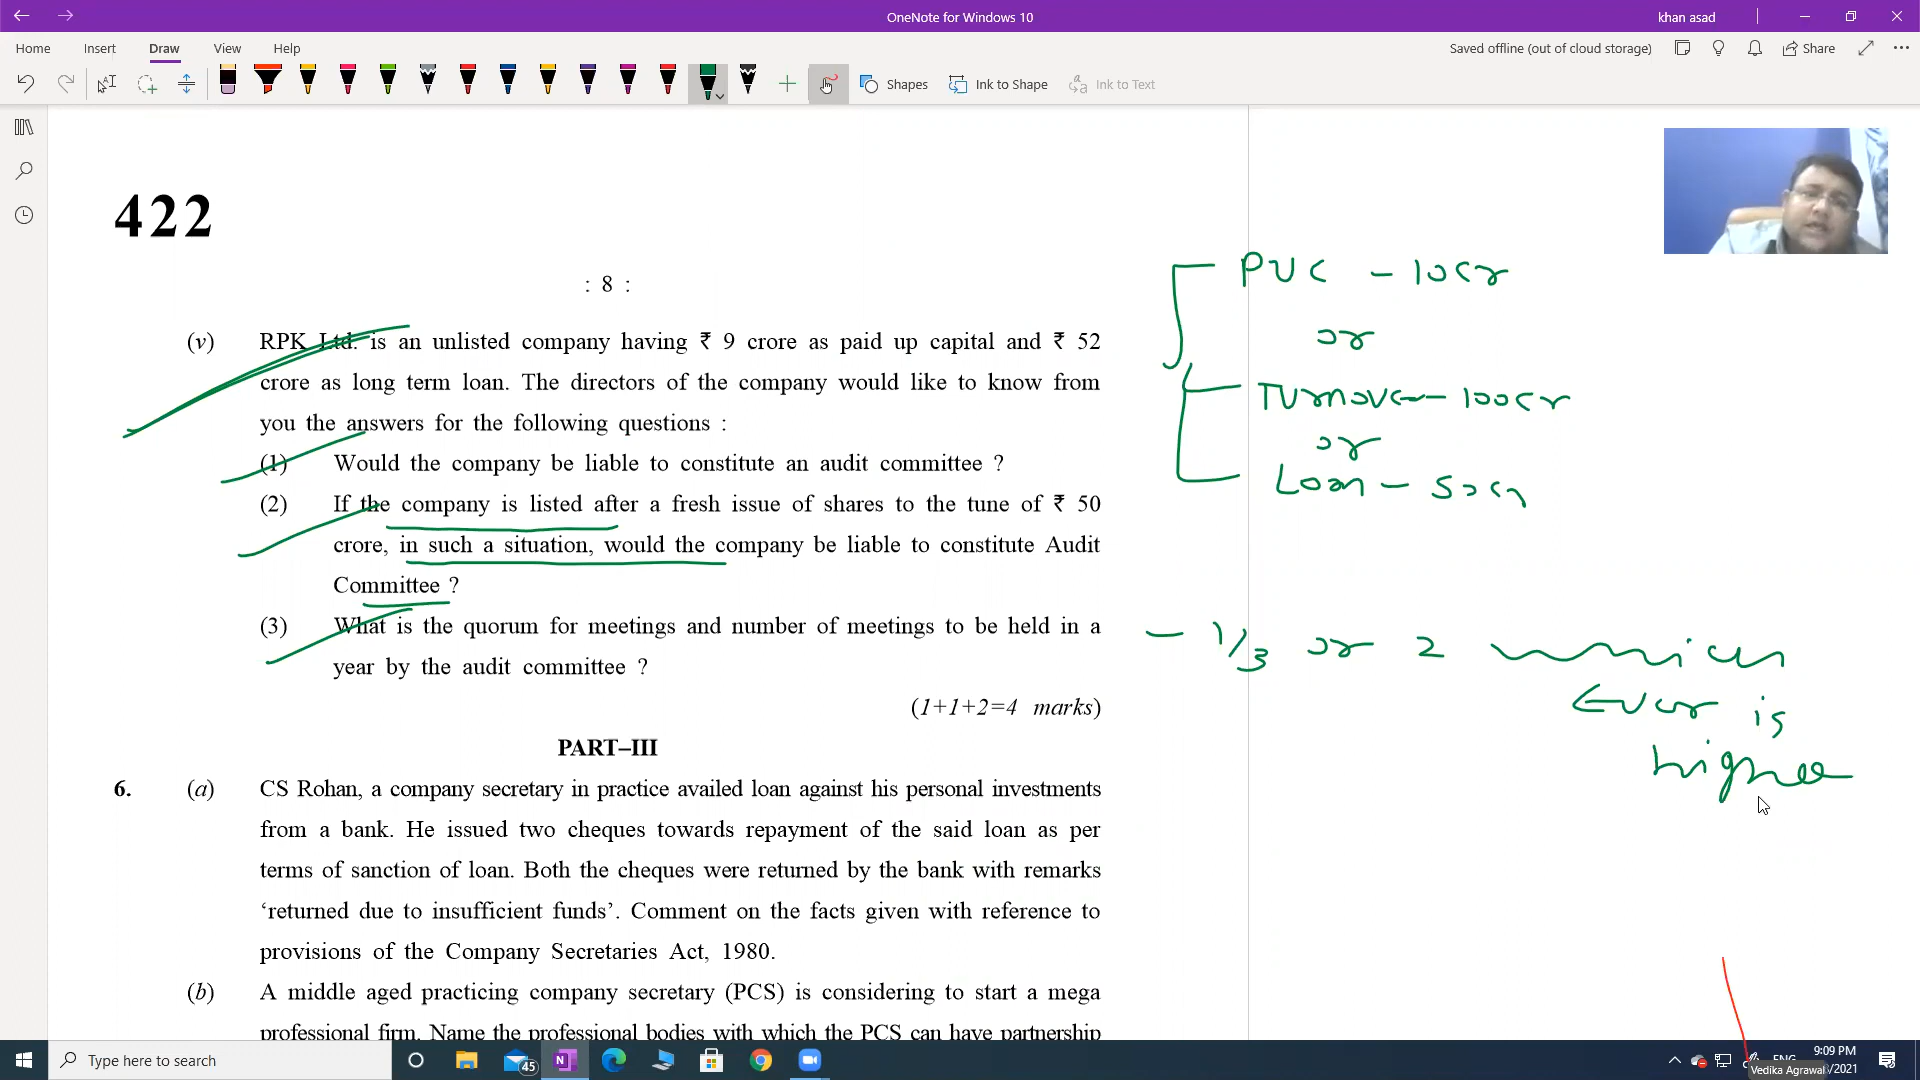 OneNote for Windows 10
khan asad
Home Insert Draw View Help
Saved offline (out of cloud storage)
Share
Shapes
Ink to Shape
Ink to Text
422
: 8 :
(v) RPK Ltd. is an unlisted company having ₹ 9 crore as paid up capital and ₹ 52
crore as long term loan. The directors of the company would like to know from
you the answers for the following questions :
(1) Would the company be liable to constitute an audit committee ?
(2) If the company is listed after a fresh issue of shares to the tune of ₹ 50
crore, in such a situation, would the company be liable to constitute Audit
Committee ?
(3) What is the quorum for meetings and number of meetings to be held in a
year by the audit committee ?
(1+1+2=4 marks)
PART–III
6. (a) CS Rohan, a company secretary in practice availed loan against his personal investments
from a bank. He issued two cheques towards repayment of the said loan as per
terms of sanction of loan. Both the cheques were returned by the bank with remarks
‘returned due to insufficient funds’. Comment on the facts given with reference to
provisions of the Company Secretaries Act, 1980.
(b) A middle aged practicing company secretary (PCS) is considering to start a mega
professional firm. Name the professional bodies with which the PCS can have partnership
PUC – 10Cr
or
Turnover – 100Cr
or
Loan – 50Cr
– 1/3 or 2 which
Ever is
higher
Type here to search
45
ENG
9:09 PM
/2021
Vedika Agrawal